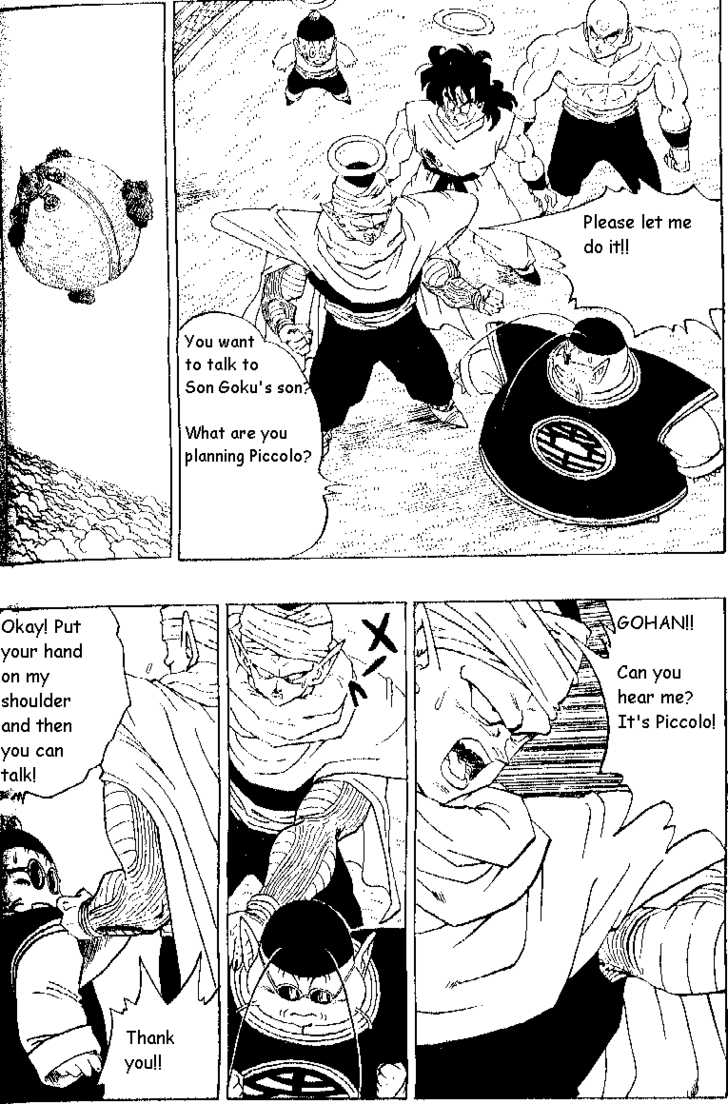 Please let me
do it!!
You want
to talk to
Son Goku's son?
What are you
planning Piccolo?
Okay! Put
your hand
on my
shoulder
and then
you can
talk!
Thank
you!!
GOHAN!!
Can you
hear me?
It's Piccolo!